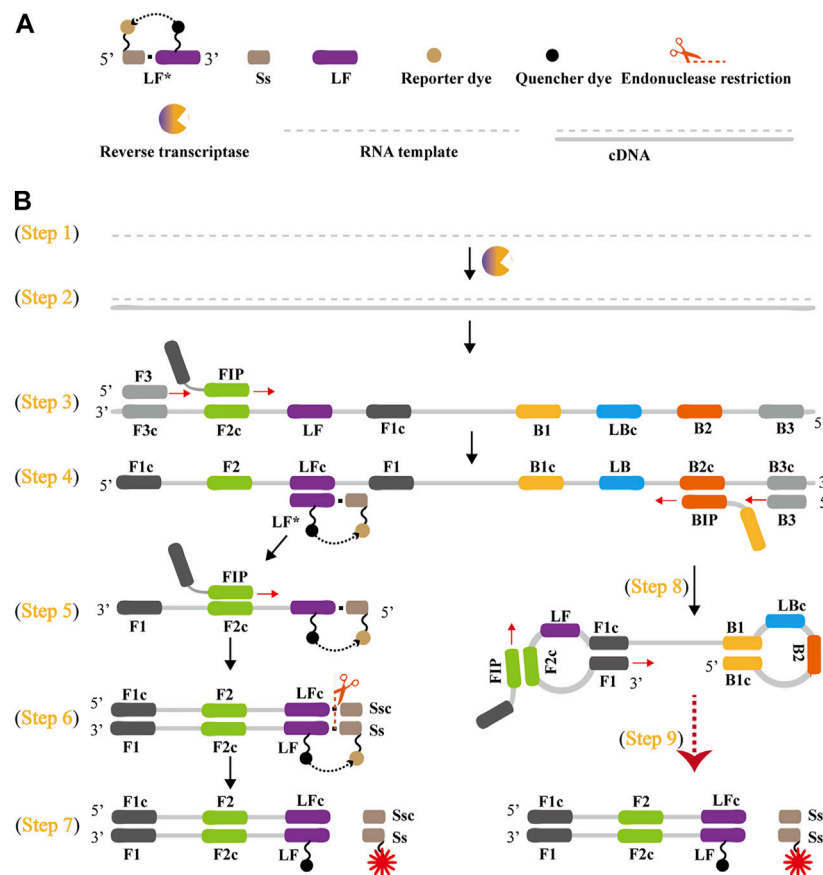 A
5’ 3’
LF* Ss LF Reporter dye Quencher dye Endonuclease restriction
Reverse transcriptase RNA template cDNA
B
(Step 1)
(Step 2)
F3 FIP
5’
(Step 3) 3’ 5
F3c F2c LF F1c B1 LBc B2 B3
(Step 4) F1c F2 LFc F1 B1c LB B2c B3c
5’ 3’
5’
LF* BIP B3
FIP
(Step 5) 3’ 5’
F1 F2c
(Step 8)
LF F1c B1 LBc
FIP F2c B2
F1 3’ 5’ B1c
F1c F2 LFc
5’ Ssc
(Step 6) 3’ Ss
F1 F2c LF
(Step 9)
F1c F2 LFc
5’ Ssc
(Step 7) 3’ Ss
F1 F2c LF
F1c F2 LFc
5’ Ssc
3’ Ss
F1 F2c LF